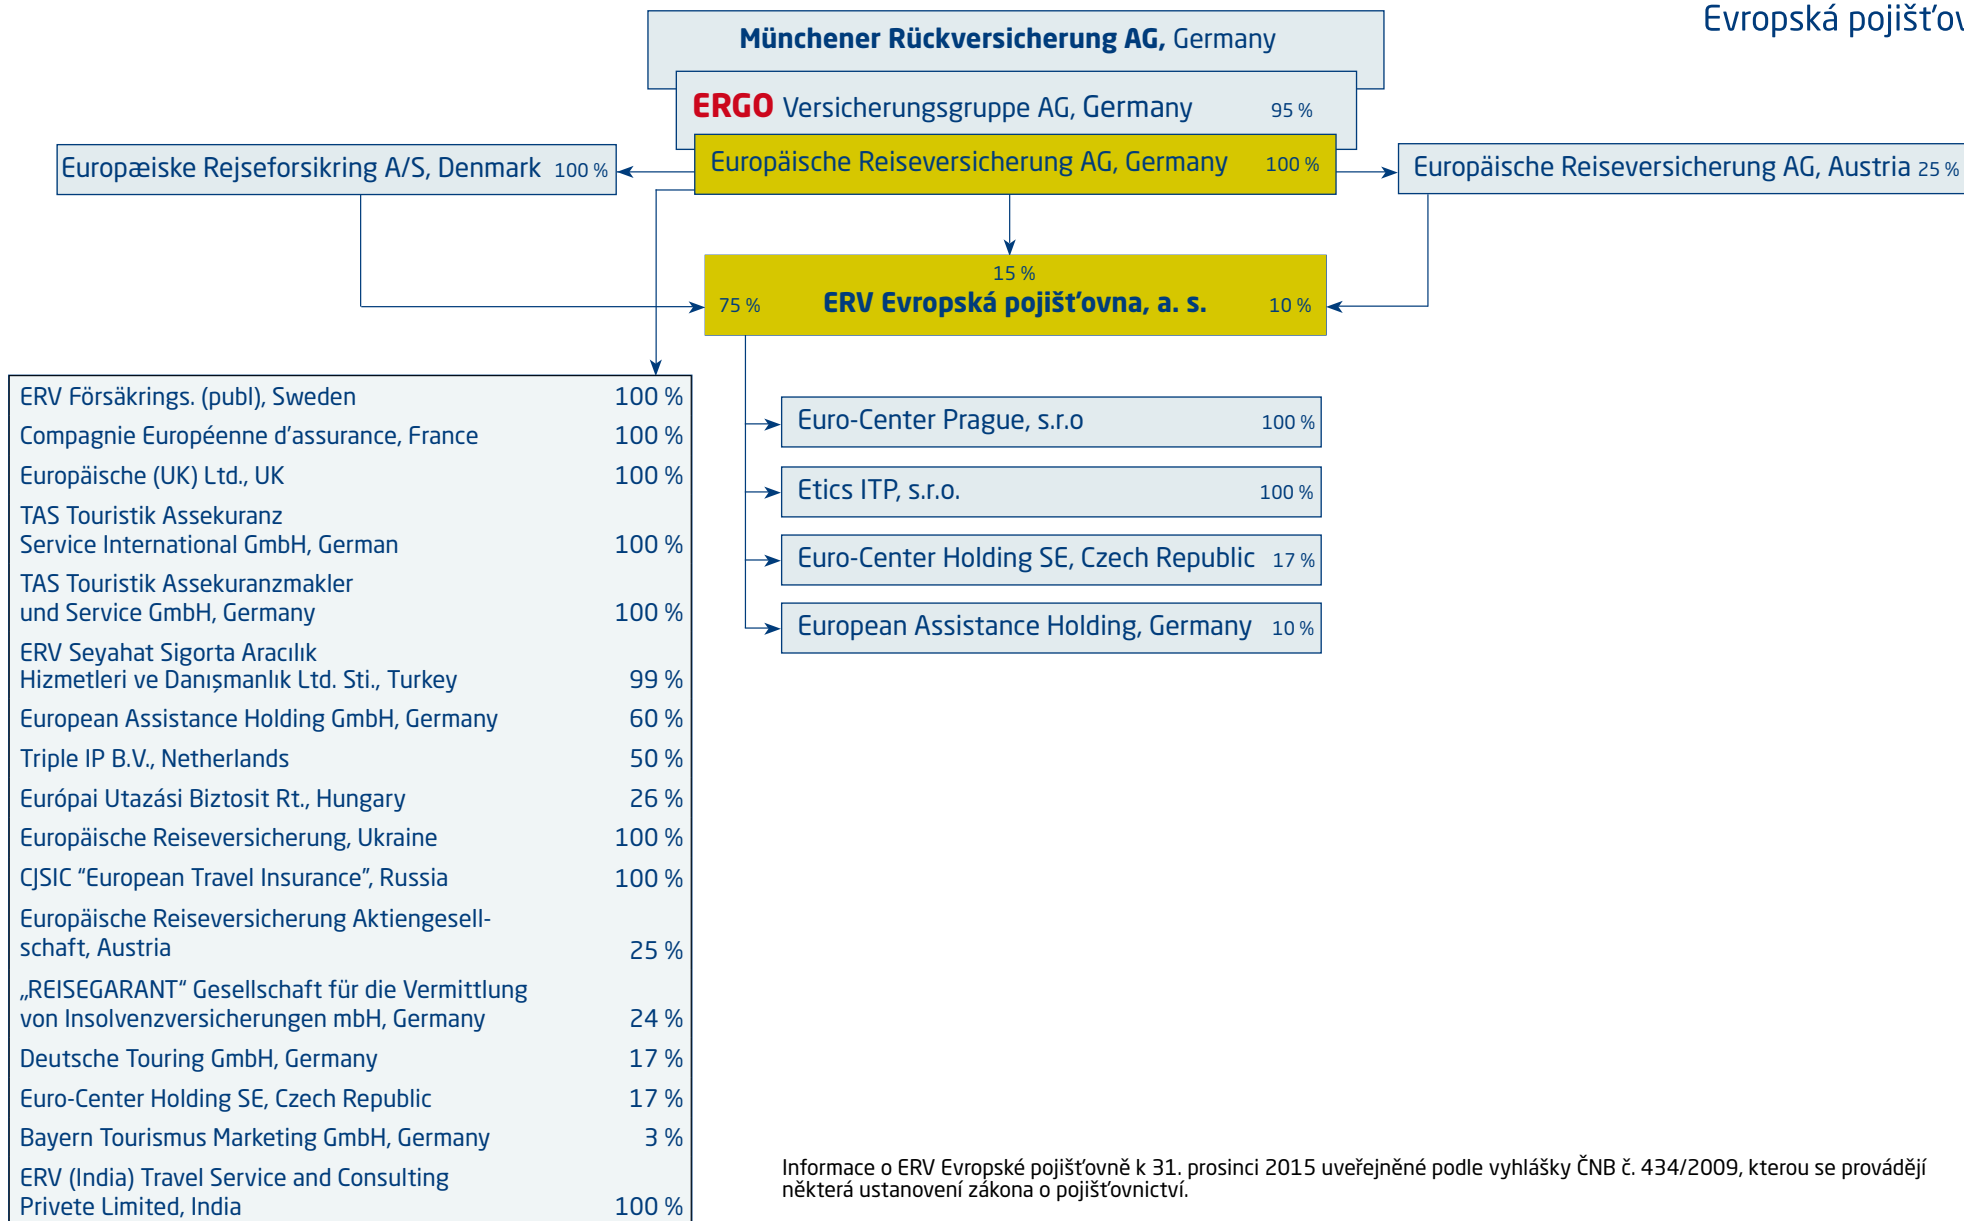 Evropská pojišťov
Münchener Rückversicherung AG, Germany
ERGO Versicherungsgruppe AG, Germany 95 %
Europæiske Rejseforsikring A/S, Denmark 100 %
Europäische Reiseversicherung AG, Germany 100 %
Europäische Reiseversicherung AG, Austria 25 %
15 %
75 % ERV Evropská pojišťovna, a. s. 10 %
ERV Försäkrings. (publ), Sweden 100 %
Compagnie Européenne d'assurance, France 100 %
Europäische (UK) Ltd., UK 100 %
TAS Touristik Assekuranz
Service International GmbH, German 100 %
TAS Touristik Assekuranzmakler
und Service GmbH, Germany 100 %
ERV Seyahat Sigorta Aracılık
Hizmetleri ve Danışmanlık Ltd. Sti., Turkey 99 %
European Assistance Holding GmbH, Germany 60 %
Triple IP B.V., Netherlands 50 %
Európai Utazási Biztosit Rt., Hungary 26 %
Europäische Reiseversicherung, Ukraine 100 %
CJSIC “European Travel Insurance”, Russia 100 %
Europäische Reiseversicherung Aktiengesell-
schaft, Austria 25 %
„REISEGARANT“ Gesellschaft für die Vermittlung
von Insolvenzversicherungen mbH, Germany 24 %
Deutsche Touring GmbH, Germany 17 %
Euro-Center Holding SE, Czech Republic 17 %
Bayern Tourismus Marketing GmbH, Germany 3 %
ERV (India) Travel Service and Consulting
Privete Limited, India 100 %
Euro-Center Prague, s.r.o 100 %
Etics ITP, s.r.o. 100 %
Euro-Center Holding SE, Czech Republic 17 %
European Assistance Holding, Germany 10 %
Informace o ERV Evropské pojišťovně k 31. prosinci 2015 uveřejněné podle vyhlášky ČNB č. 434/2009, kterou se provádějí
některá ustanovení zákona o pojišťovnictví.